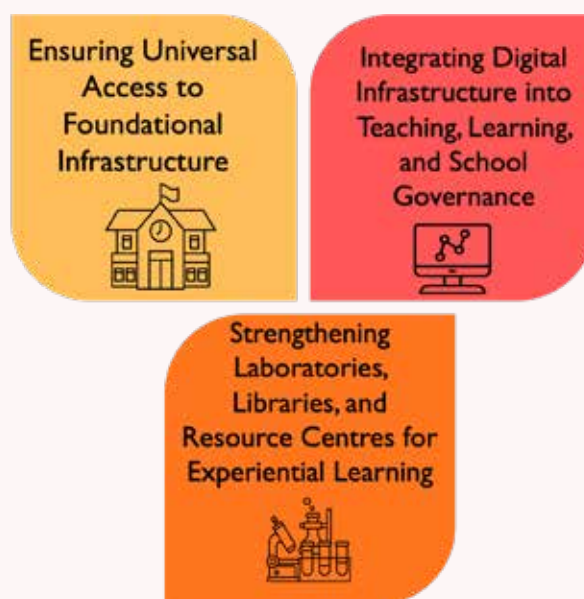 Ensuring Universal
Access to
Foundational
Infrastructure
Integrating Digital
Infrastructure into
Teaching, Learning,
and School
Governance
Strengthening
Laboratories,
Libraries, and
Resource Centres for
Experiential Learning